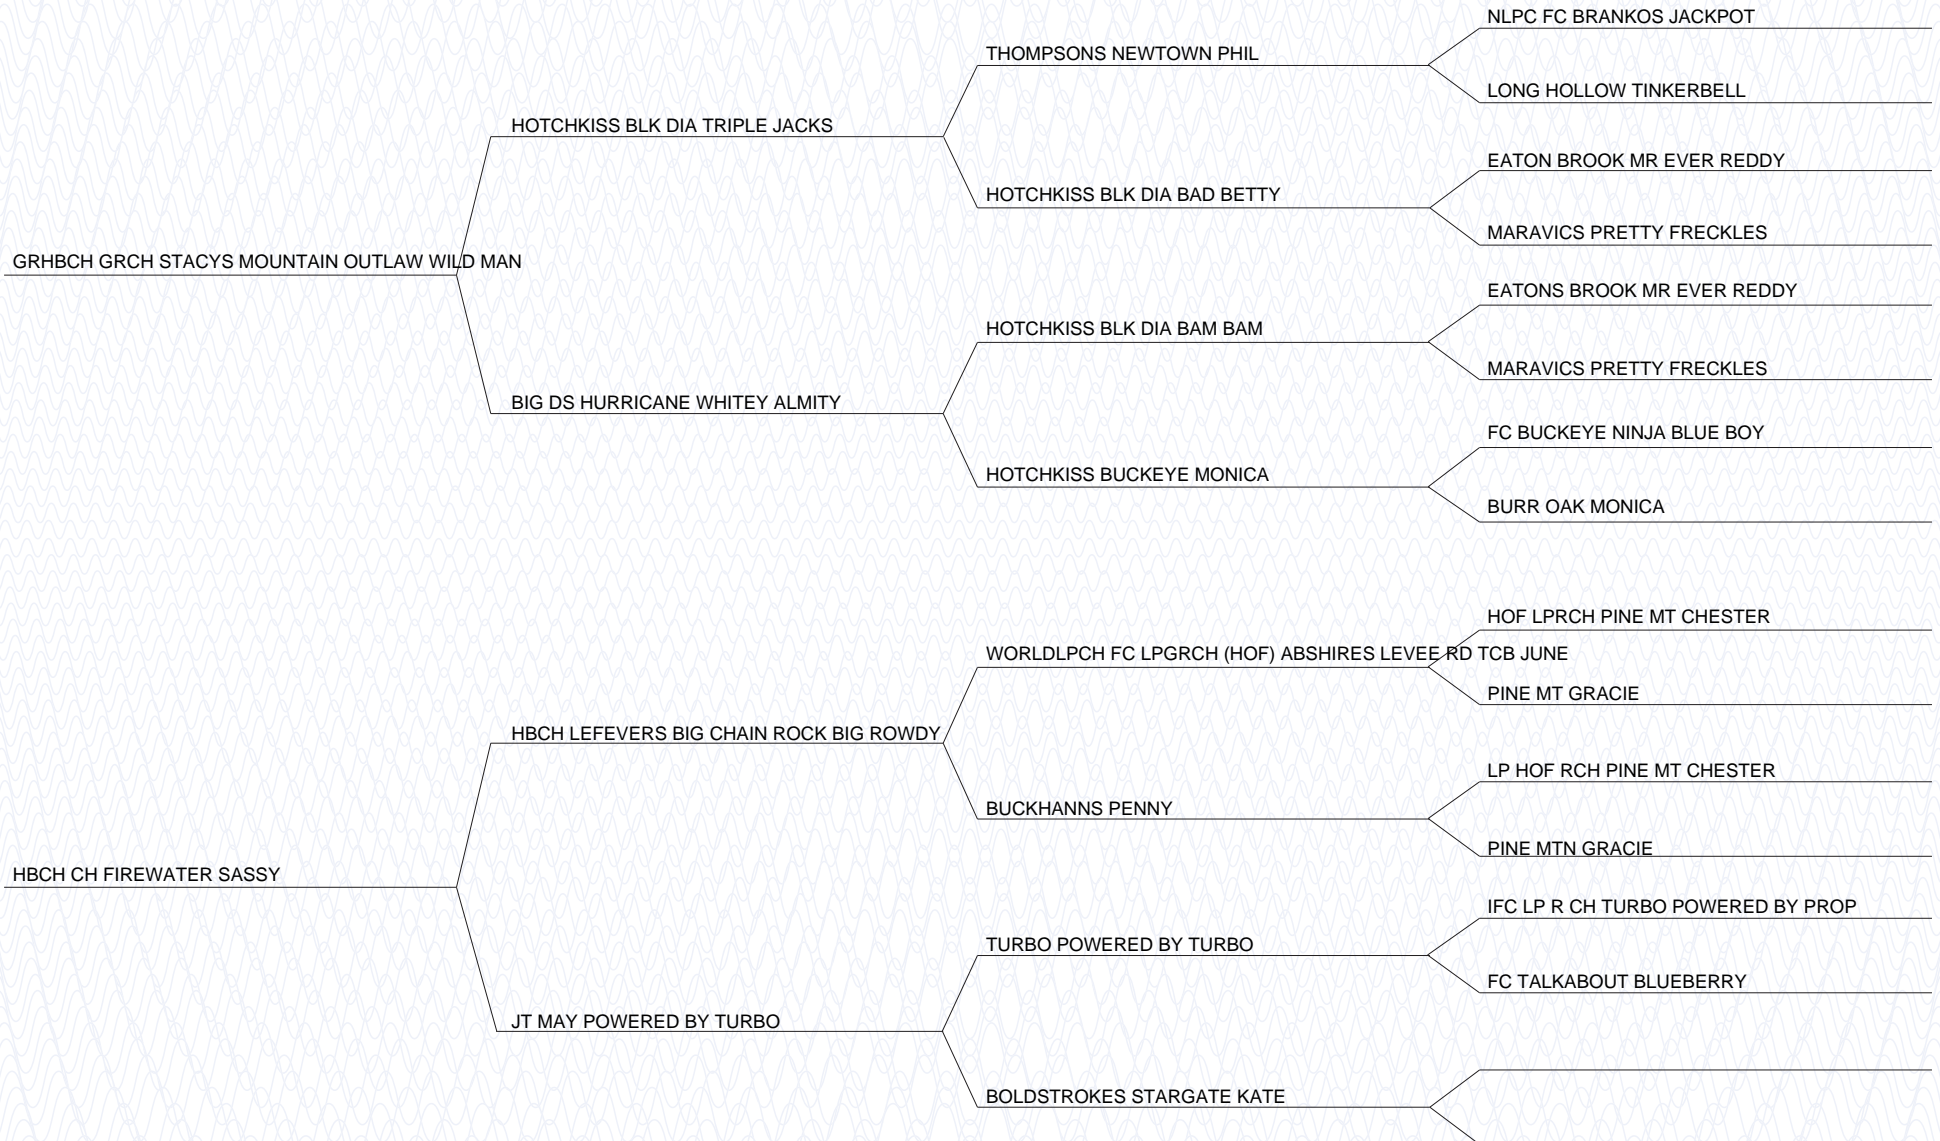 NLPC FC BRANKOS JACKPOT
THOMPSONS NEWTOWN PHIL
LONG HOLLOW TINKERBELL
HOTCHKISS BLK DIA TRIPLE JACKS
EATON BROOK MR EVER REDDY
HOTCHKISS BLK DIA BAD BETTY
MARAVICS PRETTY FRECKLES
GRHBCH GRCH STACYS MOUNTAIN OUTLAW WILD MAN
EATONS BROOK MR EVER REDDY
HOTCHKISS BLK DIA BAM BAM
MARAVICS PRETTY FRECKLES
BIG DS HURRICANE WHITEY ALMITY
FC BUCKEYE NINJA BLUE BOY
HOTCHKISS BUCKEYE MONICA
BURR OAK MONICA
HOF LPRCH PINE MT CHESTER
WORLDLPCH FC LPGRCH (HOF) ABSHIRES LEVEE RD TCB JUNE
PINE MT GRACIE
HBCH LEFEVERS BIG CHAIN ROCK BIG ROWDY
LP HOF RCH PINE MT CHESTER
BUCKHANNS PENNY
PINE MTN GRACIE
HBCH CH FIREWATER SASSY
IFC LP R CH TURBO POWERED BY PROP
TURBO POWERED BY TURBO
FC TALKABOUT BLUEBERRY
JT MAY POWERED BY TURBO
BOLDSTROKES STARGATE KATE